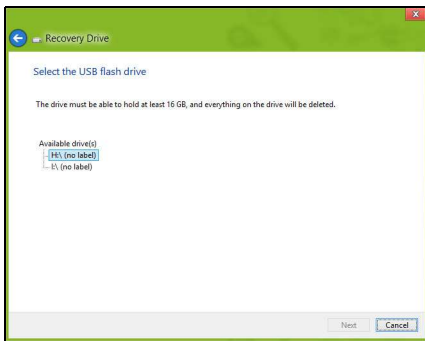 Recovery Drive
Select the USB flash drive
The drive must be able to hold at least 16 GB, and everything on the drive will be deleted.
Available drive(s)
H:\ (no label)
I:\ (no label)
Next
Cancel